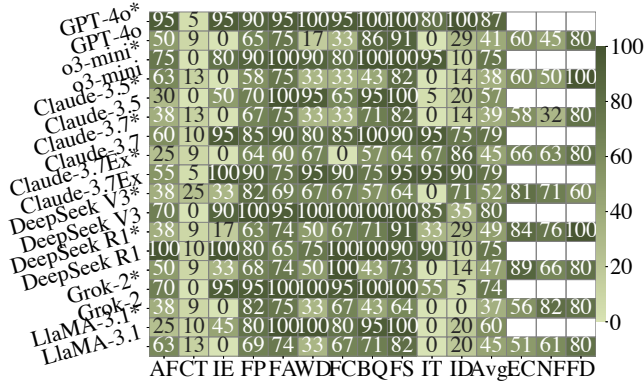 GPT-4o* 95 5 90 95 100 95 100 100 80 10 87
GPT-4o 50 9 0 65 75 17 33 86 91 0 29 41 60 45 80
o3-mini* 75 0 80 90 100 90 80 100 100 95 10 75
o3-mini 63 13 0 58 75 33 33 43 82 0 14 38 60 50 100
Claude-3.5* 30 0 50 70 100 95 65 95 100 5 20 57
Claude-3.5 38 13 0 67 75 33 33 71 82 0 14 39 58 32 80
Claude-3.7* 60 10 95 85 90 80 85 100 90 95 75 79
Claude-3.7 25 9 0 64 60 67 0 57 64 67 86 45 66 63 80
Claude-3.7Ex* 55 5 100 90 75 95 90 75 95 95 90 79
Claude-3.7Ex 38 25 33 82 69 67 67 57 64 0 71 52 81 71 60
DeepSeek V3* 70 0 90 100 95 100 100 100 100 85 35 80
DeepSeek V3 38 9 17 63 74 50 67 71 91 33 29 49 84 76 100
DeepSeek R1* 100 10 100 80 65 75 100 100 90 90 10 75
DeepSeek R1 50 9 33 68 74 50 100 43 73 0 14 47 89 66 80
Grok-2* 70 0 95 95 100 100 95 100 100 55 5 74
Grok-2 38 9 0 82 75 33 67 43 64 0 0 37 56 82 80
LLaMA-3.1* 25 10 45 80 100 100 80 95 100 0 20 60
LLaMA-3.1 63 13 0 69 74 33 67 71 82 0 14 45 51 61 80
AF CT IE FP FA WD FC BQ FS IT ID Avg EC NF FD
100
80
60
40
20
0